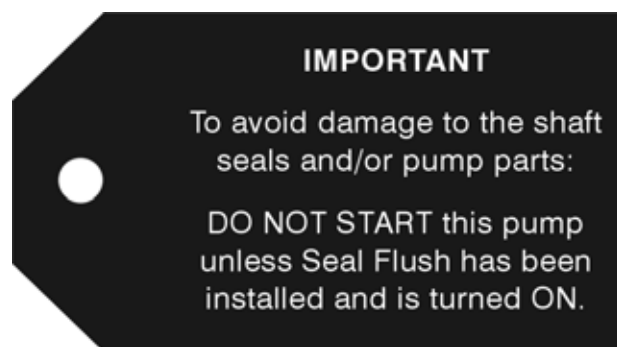 IMPORTANT
To avoid damage to the shaft
seals and/or pump parts:
DO NOT START this pump
unless Seal Flush has been
installed and is turned ON.